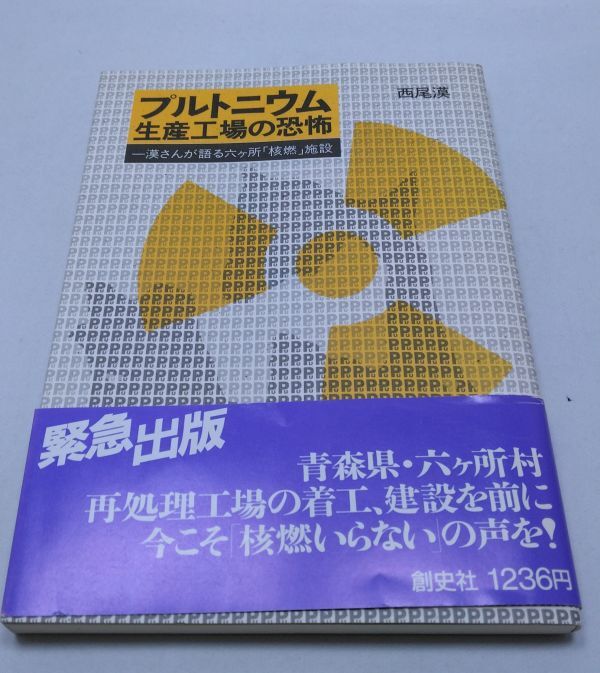 プルトニウム
生産工場の恐怖
—漠さんが語る六ヶ所「核燃」施設
西尾漠
緊急出版
青森県・六ヶ所村
再処理工場の着工、建設を前に
今こそ「核燃いらない」の声を!
創史社 1236円